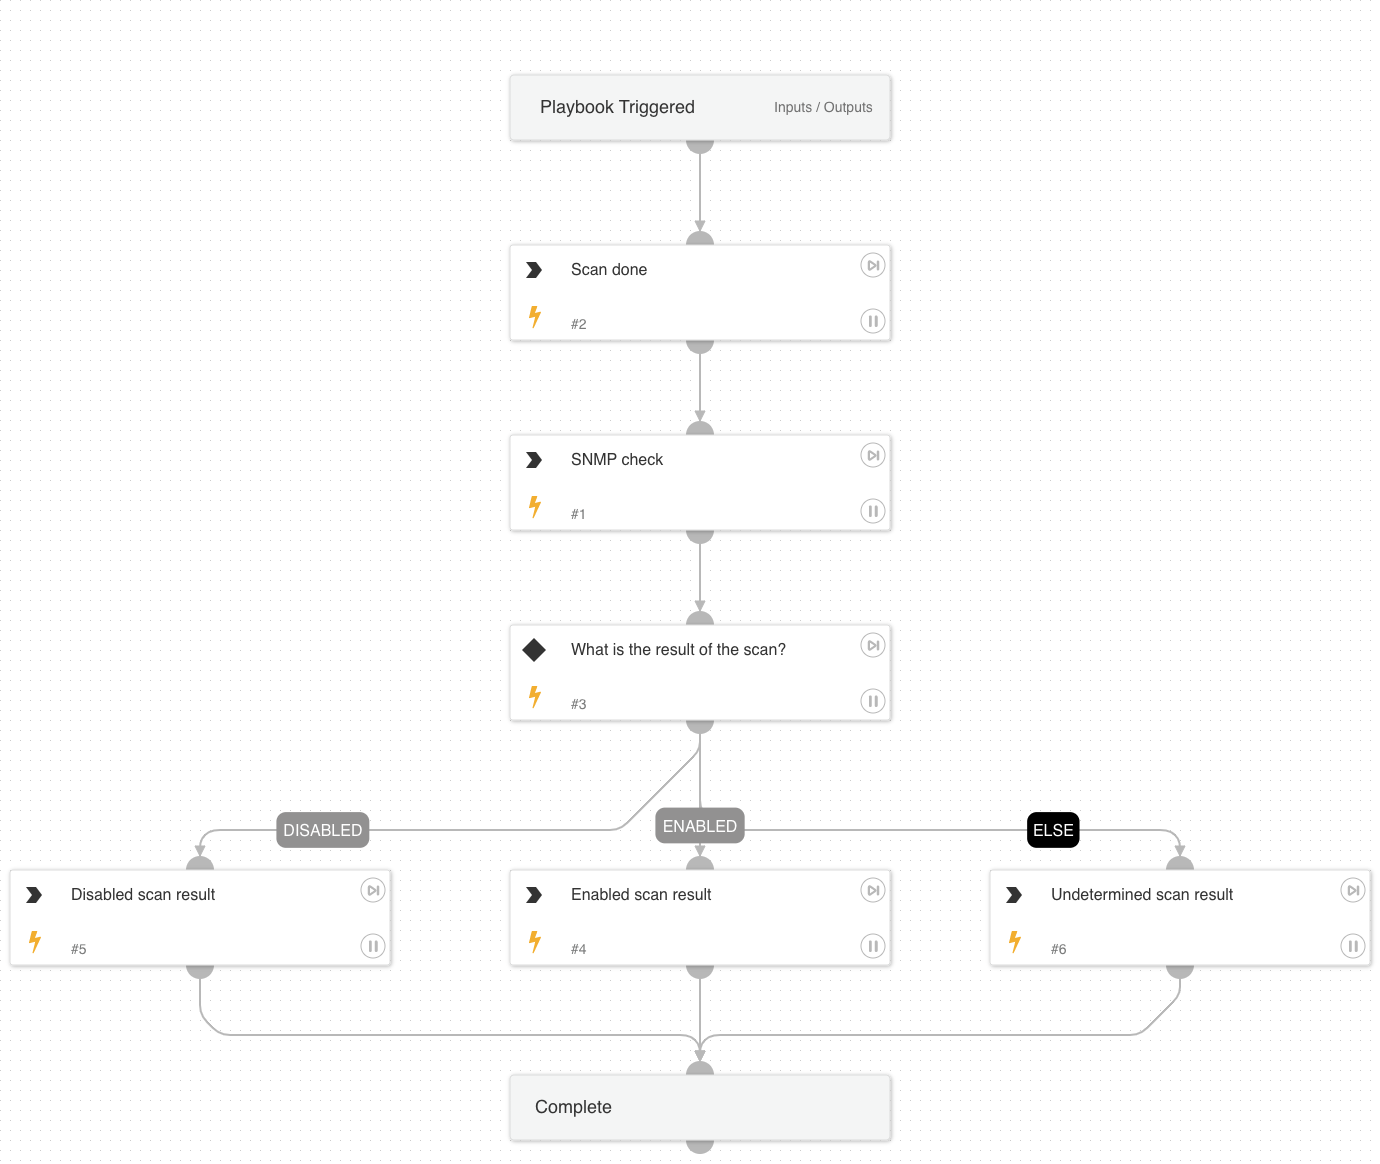 Playbook Triggered
Inputs / Outputs
Scan done
#2
SNMP check
#1
What is the result of the scan?
#3
DISABLED
ENABLED
ELSE
Disabled scan result
#5
Enabled scan result
#4
Undetermined scan result
#6
Complete